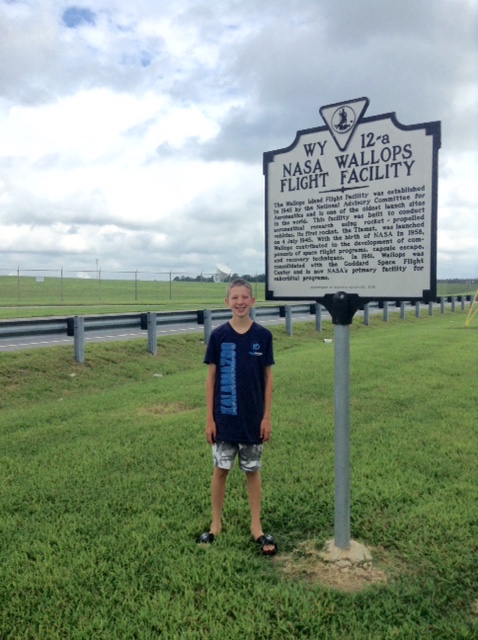 WY 12-a
NASA WALLOPS
FLIGHT FACILITY
The Wallops Island Flight Facility was established
in 1945 by the National Advisory Committee for
Aeronautics and is one of the oldest launch sites
in the world. This facility was built to conduct
aeronautical research using rocket-propelled
vehicles. Its first rocket, the Tiamat, was launched
on 4 July 1945. With the birth of NASA in 1958,
Wallops contributed to the development of com-
ponents of space flight programs, capsule escape,
and recovery techniques. In 1981, Wallops was
consolidated with the Goddard Space Flight
Center and is now NASA's primary facility for
suborbital programs.
DEPARTMENT OF HISTORIC RESOURCES,
KALAMAZOO